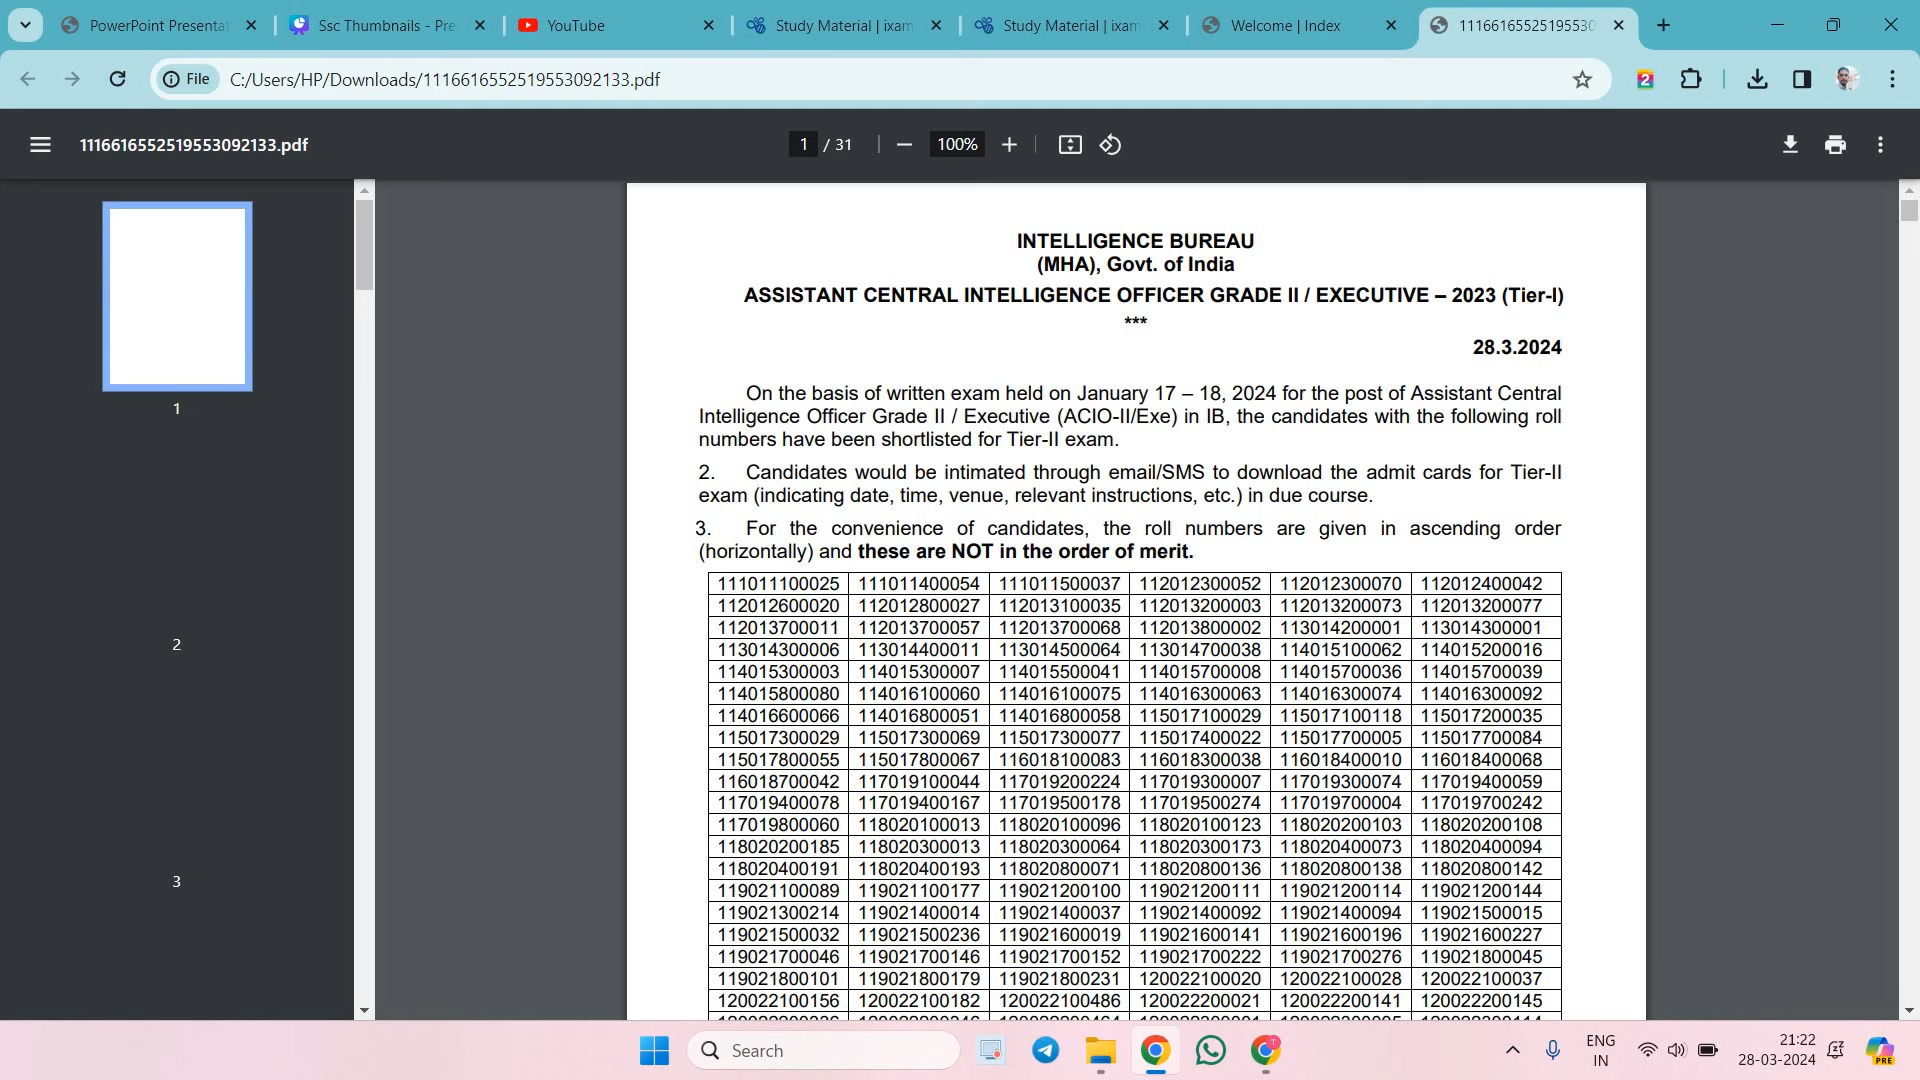 PowerPoint Presentat
Ssc Thumbnails - Pre
YouTube
Study Material | ixam
Study Material | ixam
Welcome | Index
1116616552519553092
File
C:/Users/HP/Downloads/1116616552519553092133.pdf
2
1116616552519553092133.pdf
1 / 31
100%
INTELLIGENCE BUREAU
(MHA), Govt. of India
ASSISTANT CENTRAL INTELLIGENCE OFFICER GRADE II / EXECUTIVE – 2023 (Tier-I)
***
28.3.2024
On the basis of written exam held on January 17 – 18, 2024 for the post of Assistant Central
Intelligence Officer Grade II / Executive (ACIO-II/Exe) in IB, the candidates with the following roll
numbers have been shortlisted for Tier-II exam.
2. Candidates would be intimated through email/SMS to download the admit cards for Tier-II
exam (indicating date, time, venue, relevant instructions, etc.) in due course.
3. For the convenience of candidates, the roll numbers are given in ascending order
(horizontally) and these are NOT in the order of merit.
111011100025 111011400054 111011500037 112012300052 112012300070 112012400042
112012600020 112012800027 112013100035 112013200003 112013200073 112013200077
112013700011 112013700057 112013700068 112013800002 113014200001 113014300001
113014300006 113014400011 113014500064 113014700038 114015100062 114015200016
114015300003 114015300007 114015500041 114015700008 114015700036 114015700039
114015800080 114016100060 114016100075 114016300063 114016300074 114016300092
114016600066 114016800051 114016800058 115017100029 115017100118 115017200035
115017300029 115017300069 115017300077 115017400022 115017700005 115017700084
115017800055 115017800067 116018100083 116018300038 116018400010 116018400068
116018700042 117019100044 117019200224 117019300007 117019300074 117019400059
117019400078 117019400167 117019500178 117019500274 117019700004 117019700242
117019800060 118020100013 118020100096 118020100123 118020200103 118020200108
118020200185 118020300013 118020300064 118020300173 118020400073 118020400094
118020400191 118020400193 118020800071 118020800136 118020800138 118020800142
119021100089 119021100177 119021200100 119021200111 119021200114 119021200144
119021300214 119021400014 119021400037 119021400092 119021400094 119021500015
119021500032 119021500236 119021600019 119021600141 119021600196 119021600227
119021700046 119021700146 119021700152 119021700222 119021700276 119021800045
119021800101 119021800179 119021800231 120022100020 120022100028 120022100037
120022100156 120022100182 120022100486 120022200021 120022200141 120022200145
1
2
3
Search
ENG
IN
21:22
28-03-2024
PRE